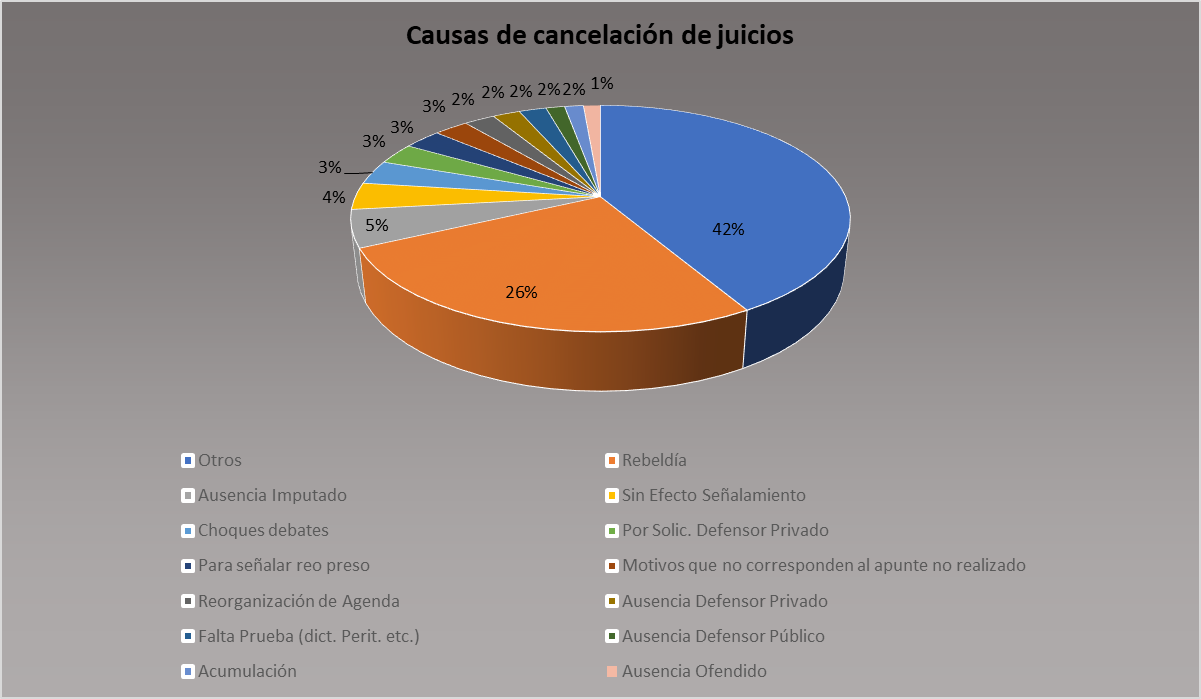 Causas de cancelación de juicios
42%
26%
5%
4%
3%
3%
3%
3%
2%
2%
2%
2%
2%
1%
Otros
Rebeldía
Ausencia Imputado
Sin Efecto Señalamiento
Choques debates
Por Solic. Defensor Privado
Para señalar reo preso
Motivos que no corresponden al apunte no realizado
Reorganización de Agenda
Ausencia Defensor Privado
Falta Prueba (dict. Perit. etc.)
Ausencia Defensor Público
Acumulación
Ausencia Ofendido